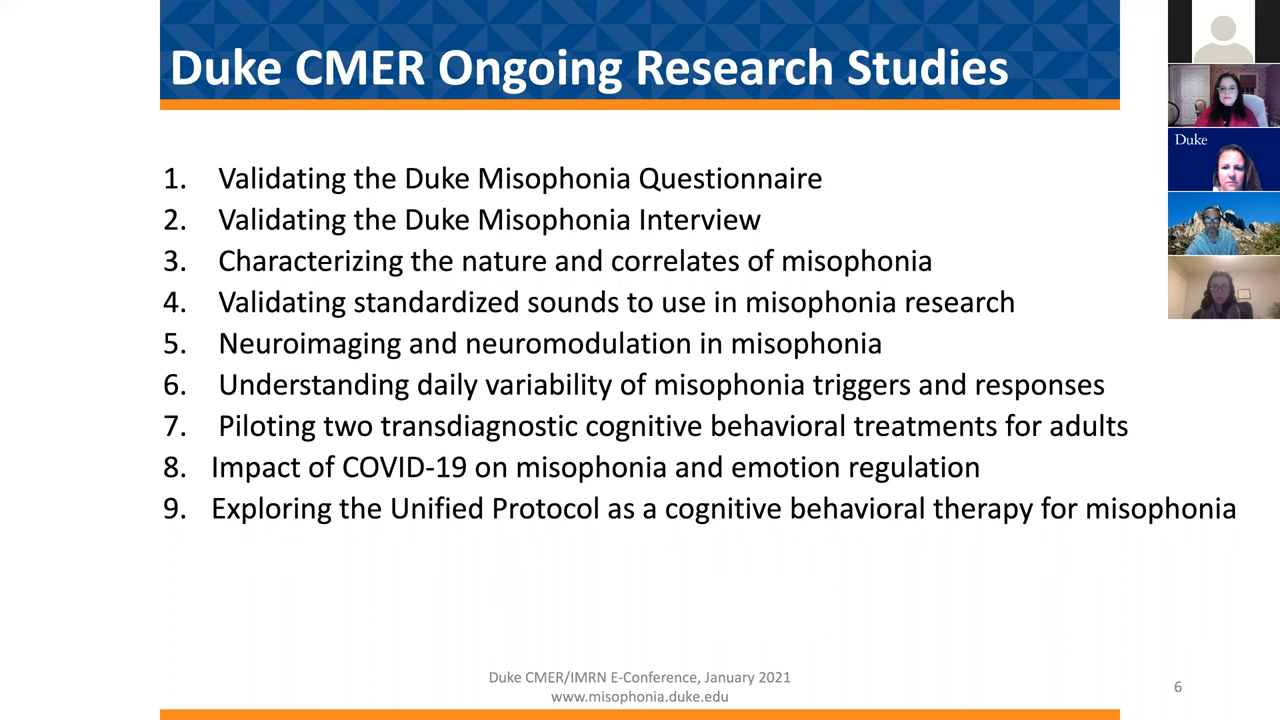 Duke CMER Ongoing Research Studies
Duke
1. Validating the Duke Misophonia Questionnaire
2. Validating the Duke Misophonia Interview
3. Characterizing the nature and correlates of misophonia
4. Validating standardized sounds to use in misophonia research
5. Neuroimaging and neuromodulation in misophonia
6. Understanding daily variability of misophonia triggers and responses
7. Piloting two transdiagnostic cognitive behavioral treatments for adults
8. Impact of COVID-19 on misophonia and emotion regulation
9. Exploring the Unified Protocol as a cognitive behavioral therapy for misophonia
Duke CMER/IMRN E-Conference, January 2021
www.misophonia.duke.edu
6